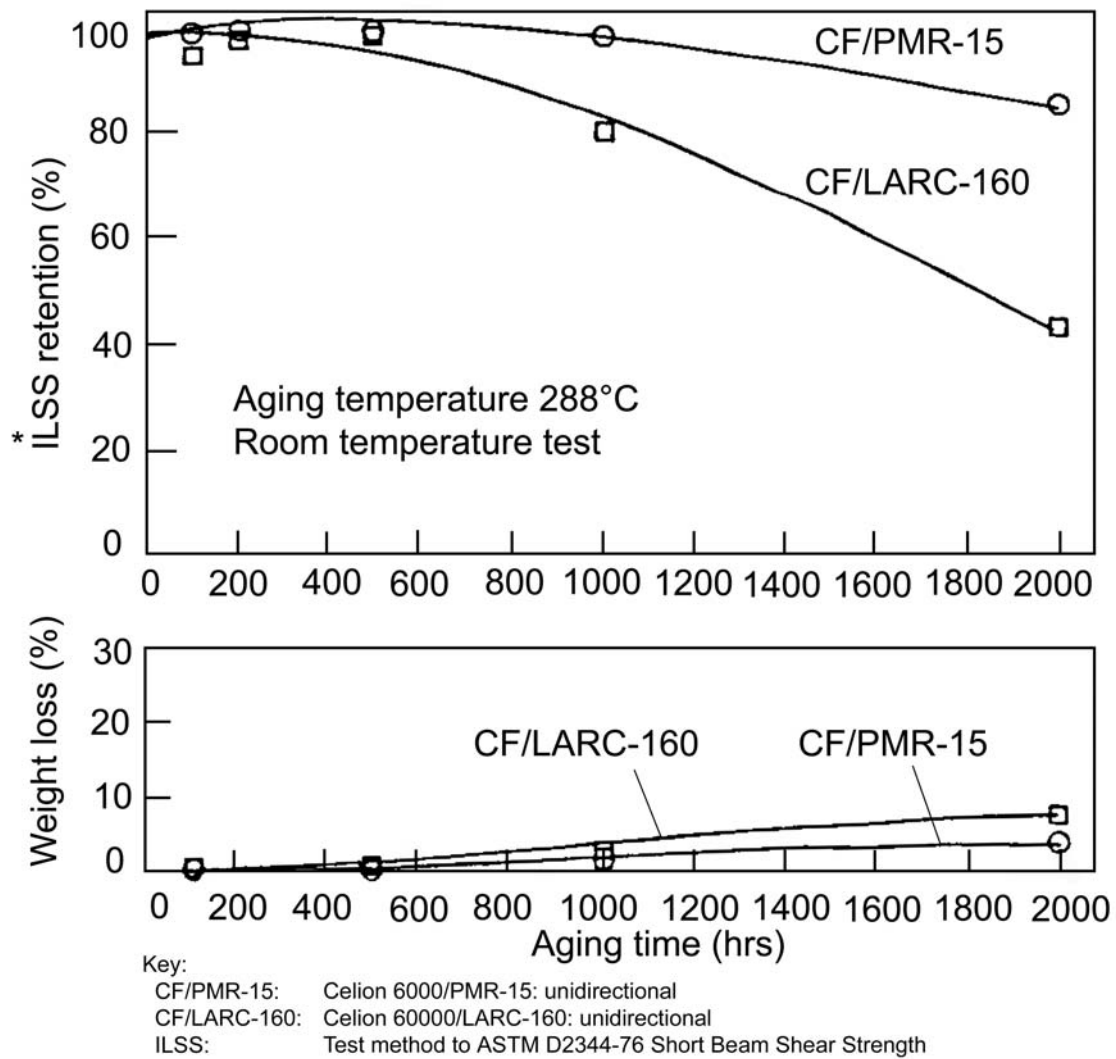 100
80
60
40
20
0
* ILSS retention (%)
CF/PMR-15
CF/LARC-160
Aging temperature 288°C
Room temperature test
0 200 400 600 800 1000 1200 1400 1600 1800 2000
30
20
10
0
Weight loss (%)
CF/LARC-160 CF/PMR-15
0 200 400 600 800 1000 1200 1400 1600 1800 2000
Aging time (hrs)
Key:
CF/PMR-15: Celion 6000/PMR-15: unidirectional
CF/LARC-160: Celion 60000/LARC-160: unidirectional
ILSS: Test method to ASTM D2344-76 Short Beam Shear Strength